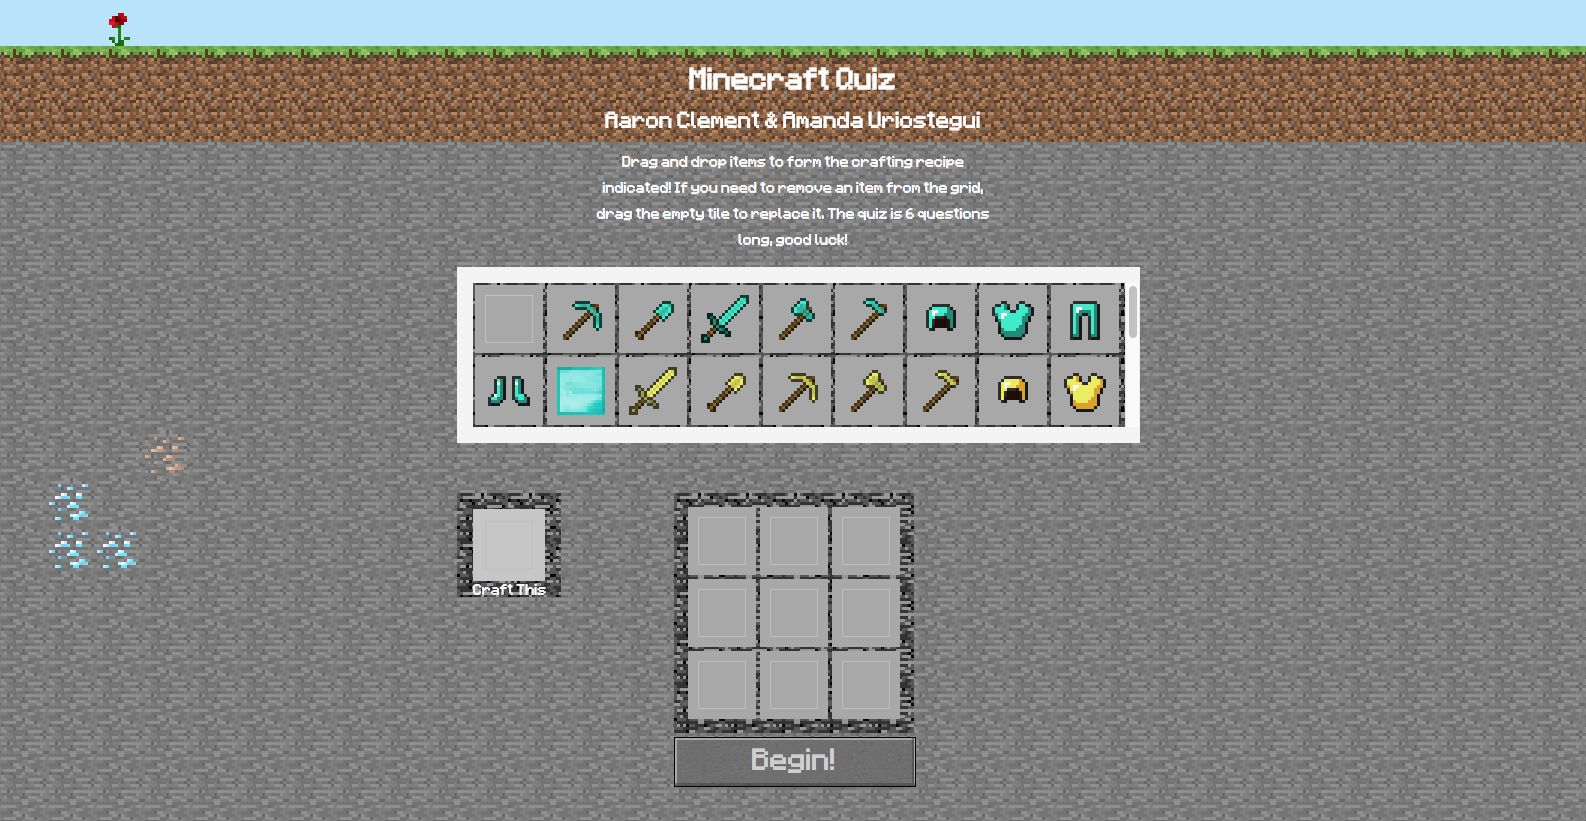 Minecraft Quiz
Aaron Clement & Amanda Uriostegui
Drag and drop items to form the crafting recipe
indicated! If you need to remove an item from the grid,
drag the empty tile to replace it. The quiz is 6 questions
long, good luck!
Craft This
Begin!